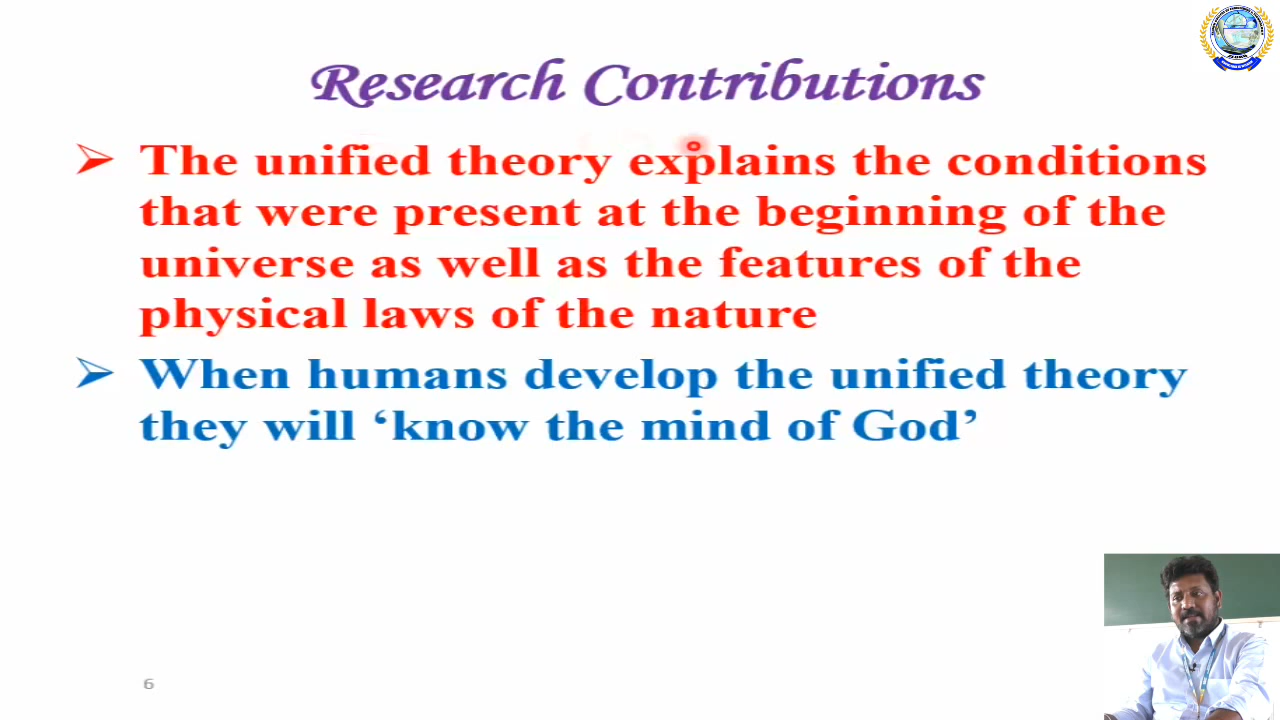 Research Contributions
The unified theory explains the conditions
that were present at the beginning of the
universe as well as the features of the
physical laws of the nature
When humans develop the unified theory
they will ‘know the mind of God’
6